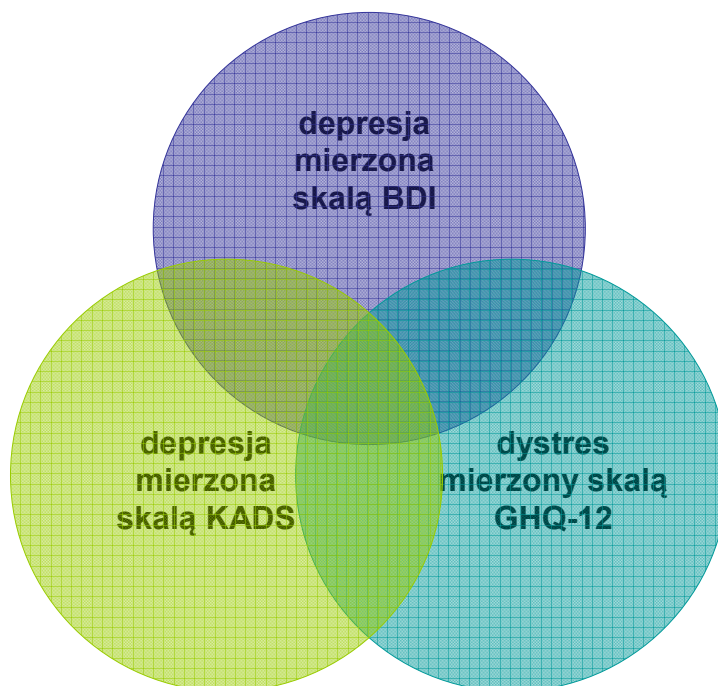 depresja
mierzona
skalą BDI
depresja
mierzona
skalą KADS
dystres
mierzony skalą
GHQ-12